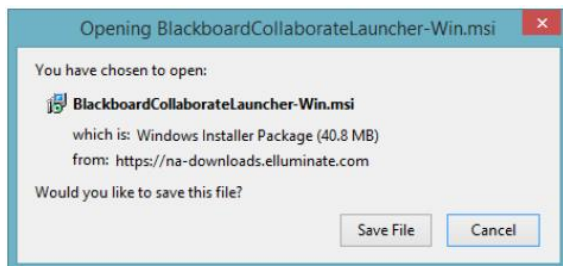 Opening BlackboardCollaborateLauncher-Win.msi
You have chosen to open:
BlackboardCollaborateLauncher-Win.msi
which is: Windows Installer Package (40.8 MB)
from: https://na-downloads.elluminate.com
Would you like to save this file?
Save File Cancel